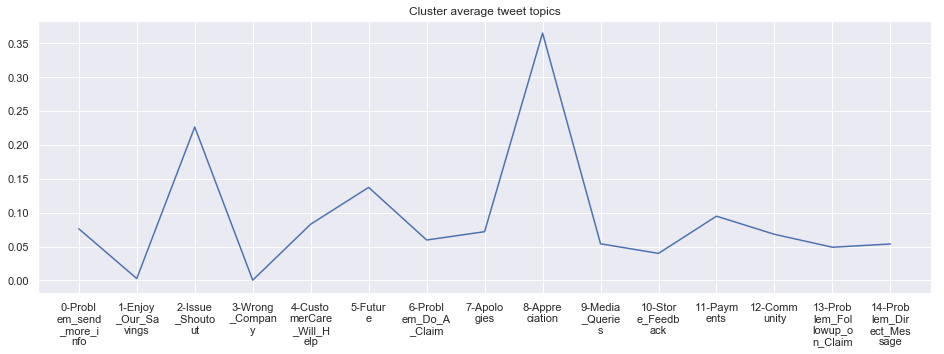 Cluster average tweet topics
0.35
0.30
0.25
0.20
0.15
0.10
0.05
0.00
0-Probl
em_send
_more_i
nfo
1-Enjoy
_Our_Sa
vings
2-Issue
_Shouto
ut
3-Wrong
_Compan
y
4-Custo
merCare
_Will_H
elp
5-Futur
e
6-Probl
em_Do_A
_Claim
7-Apolo
gies
8-Appre
ciation
9-Media
_Querie
s
10-Stor
e_Feedb
ack
11-Paym
ents
12-Comm
unity
13-Prob
lem_Fol
lowup_o
n_Claim
14-Prob
lem_Dir
ect_Mes
sage